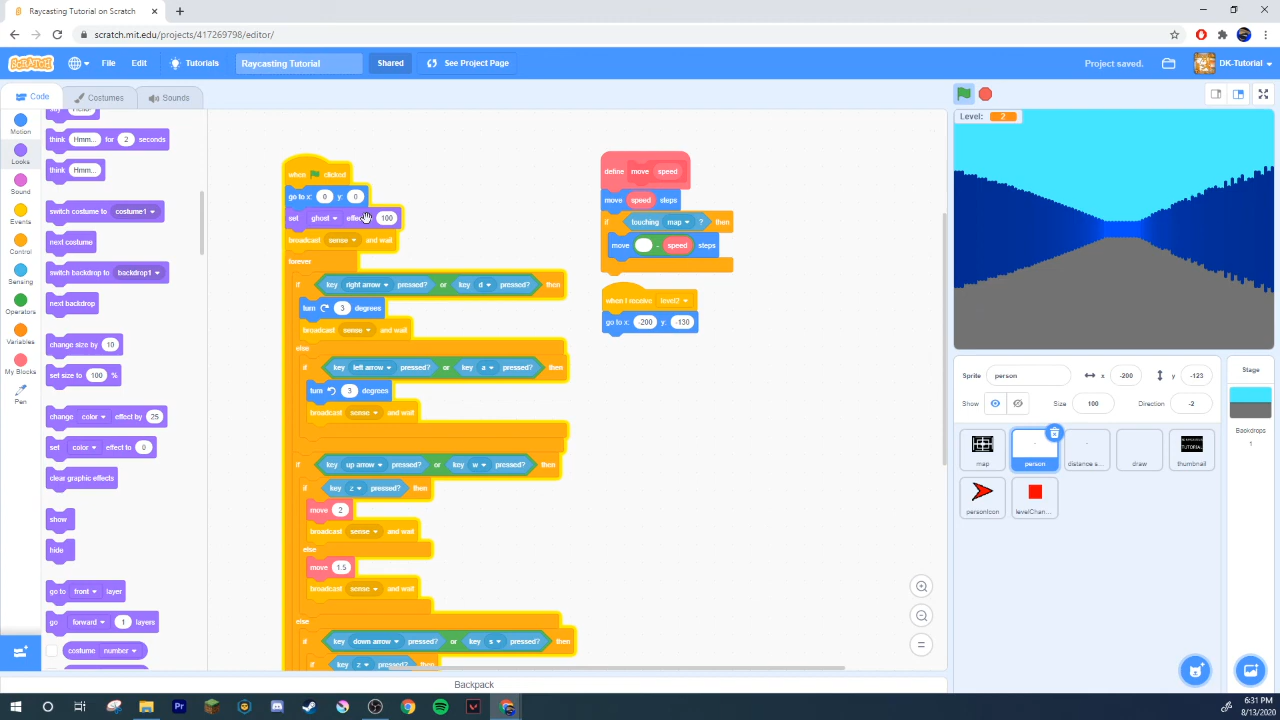 Raycasting Tutorial on Scratch
scratch.mit.edu/projects/417269798/editor/
SCRATCH
File
Edit
Tutorials
Raycasting Tutorial
Shared
See Project Page
Project saved.
DK-Tutorial
Code
Costumes
Sounds
Motion
Looks
Sound
Events
Control
Sensing
Operators
Variables
My Blocks
Pen
think Hmm... for 2 seconds
think Hmm...
switch costume to costume1
next costume
switch backdrop to backdrop1
next backdrop
change size by 10
set size to 100 %
change color effect by 25
set color effect to 0
clear graphic effects
show
hide
go to front layer
go forward 1 layers
costume number
when clicked
go to x: 0 y: 0
set ghost effect 100
broadcast sense and wait
forever
if key right arrow pressed? or key d pressed? then
turn 3 degrees
broadcast sense and wait
else
if key left arrow pressed? or key a pressed? then
turn 3 degrees
broadcast sense and wait
if key up arrow pressed? or key w pressed? then
if key z pressed? then
move 2
broadcast sense and wait
else
move 1.5
broadcast sense and wait
else
if key down arrow pressed? or key s pressed? then
if key z pressed? then
define move speed
move speed steps
if touching map ? then
move - speed steps
when I receive level2
go to x: -200 y: -130
Backpack
Level: 2
Sprite person x -200 y -123
Show Size 100 Direction -2
map
person
distance s...
draw
thumbnail
personIcon
levelChan...
Stage
Backdrops
1
TUTORIAL
6:31 PM
8/13/2020